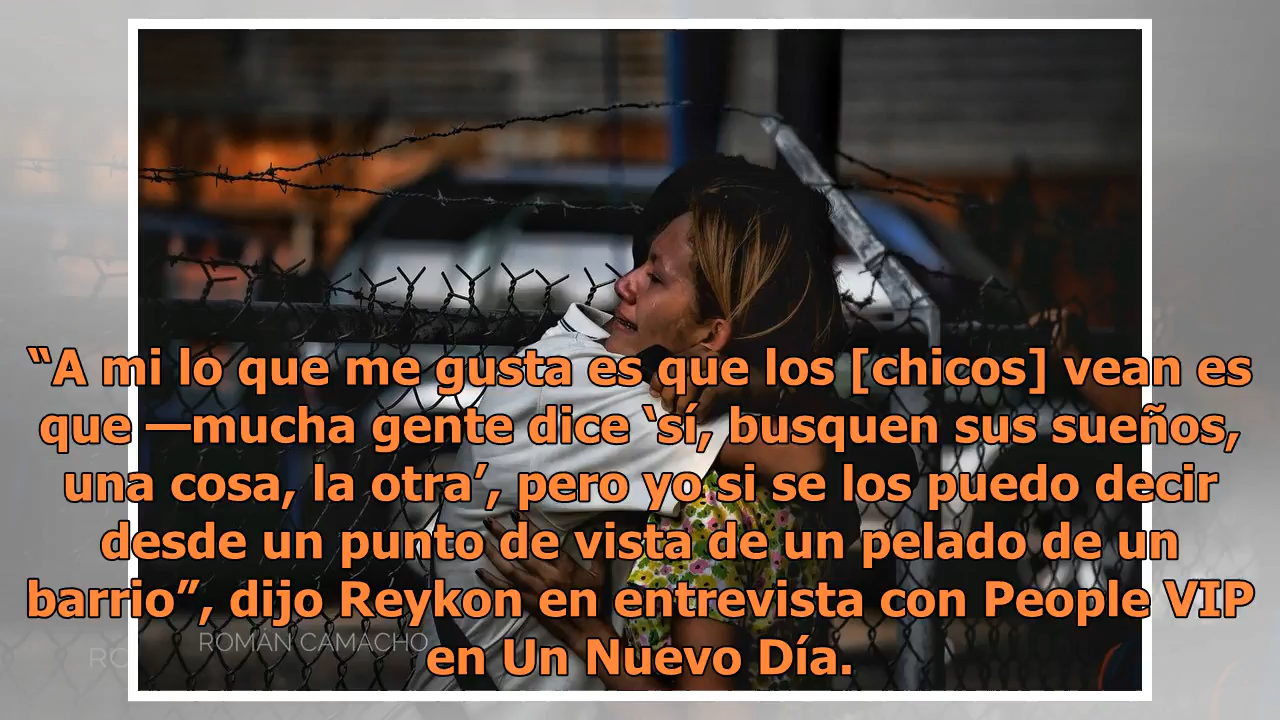 “A mi lo que me gusta es que los [chicos] vean es
que —mucha gente dice ‘sí, busquen sus sueños,
una cosa, la otra’, pero yo si se los puedo decir
desde un punto de vista de un pelado de un
barrio”, dijo Reykon en entrevista con People VIP
en Un Nuevo Día.
ROMÁN CAMACHO
RO